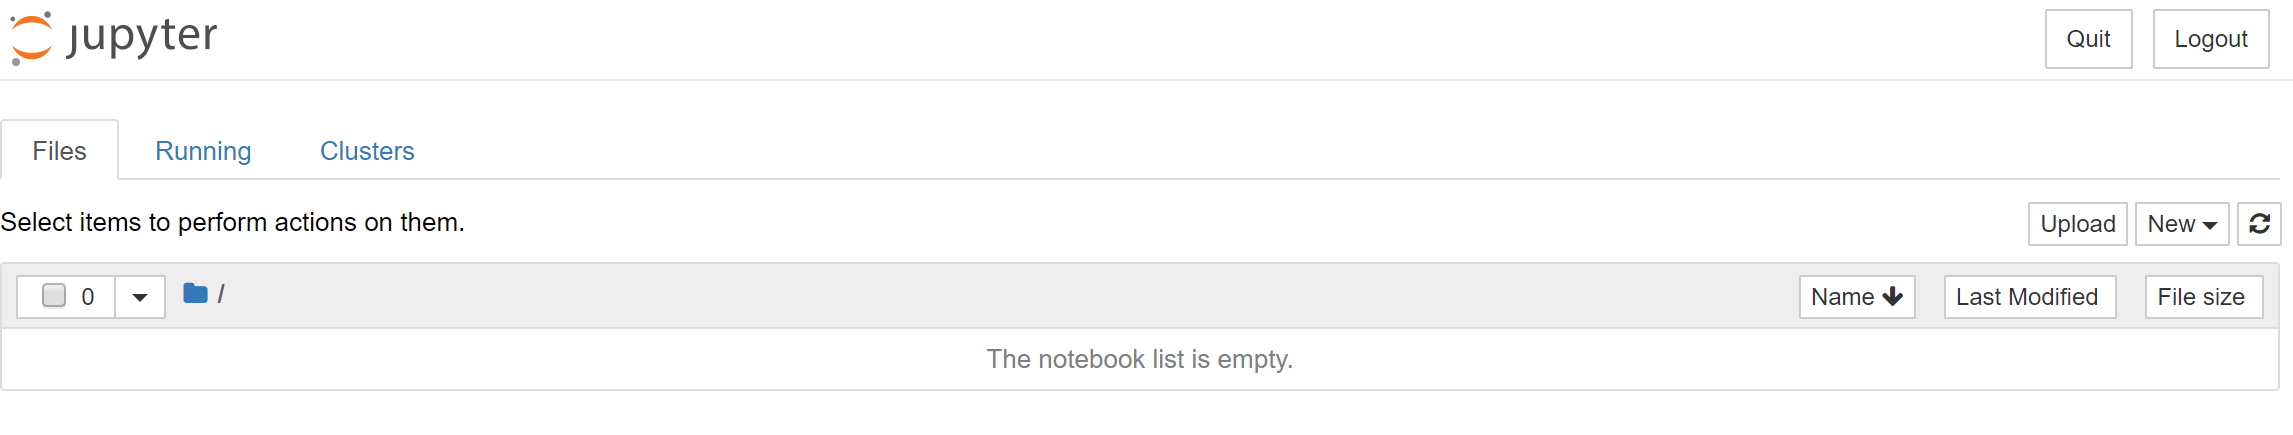 jupyter
Quit
Logout
Files
Running
Clusters
Select items to perform actions on them.
Upload
New
0
/
Name
Last Modified
File size
The notebook list is empty.